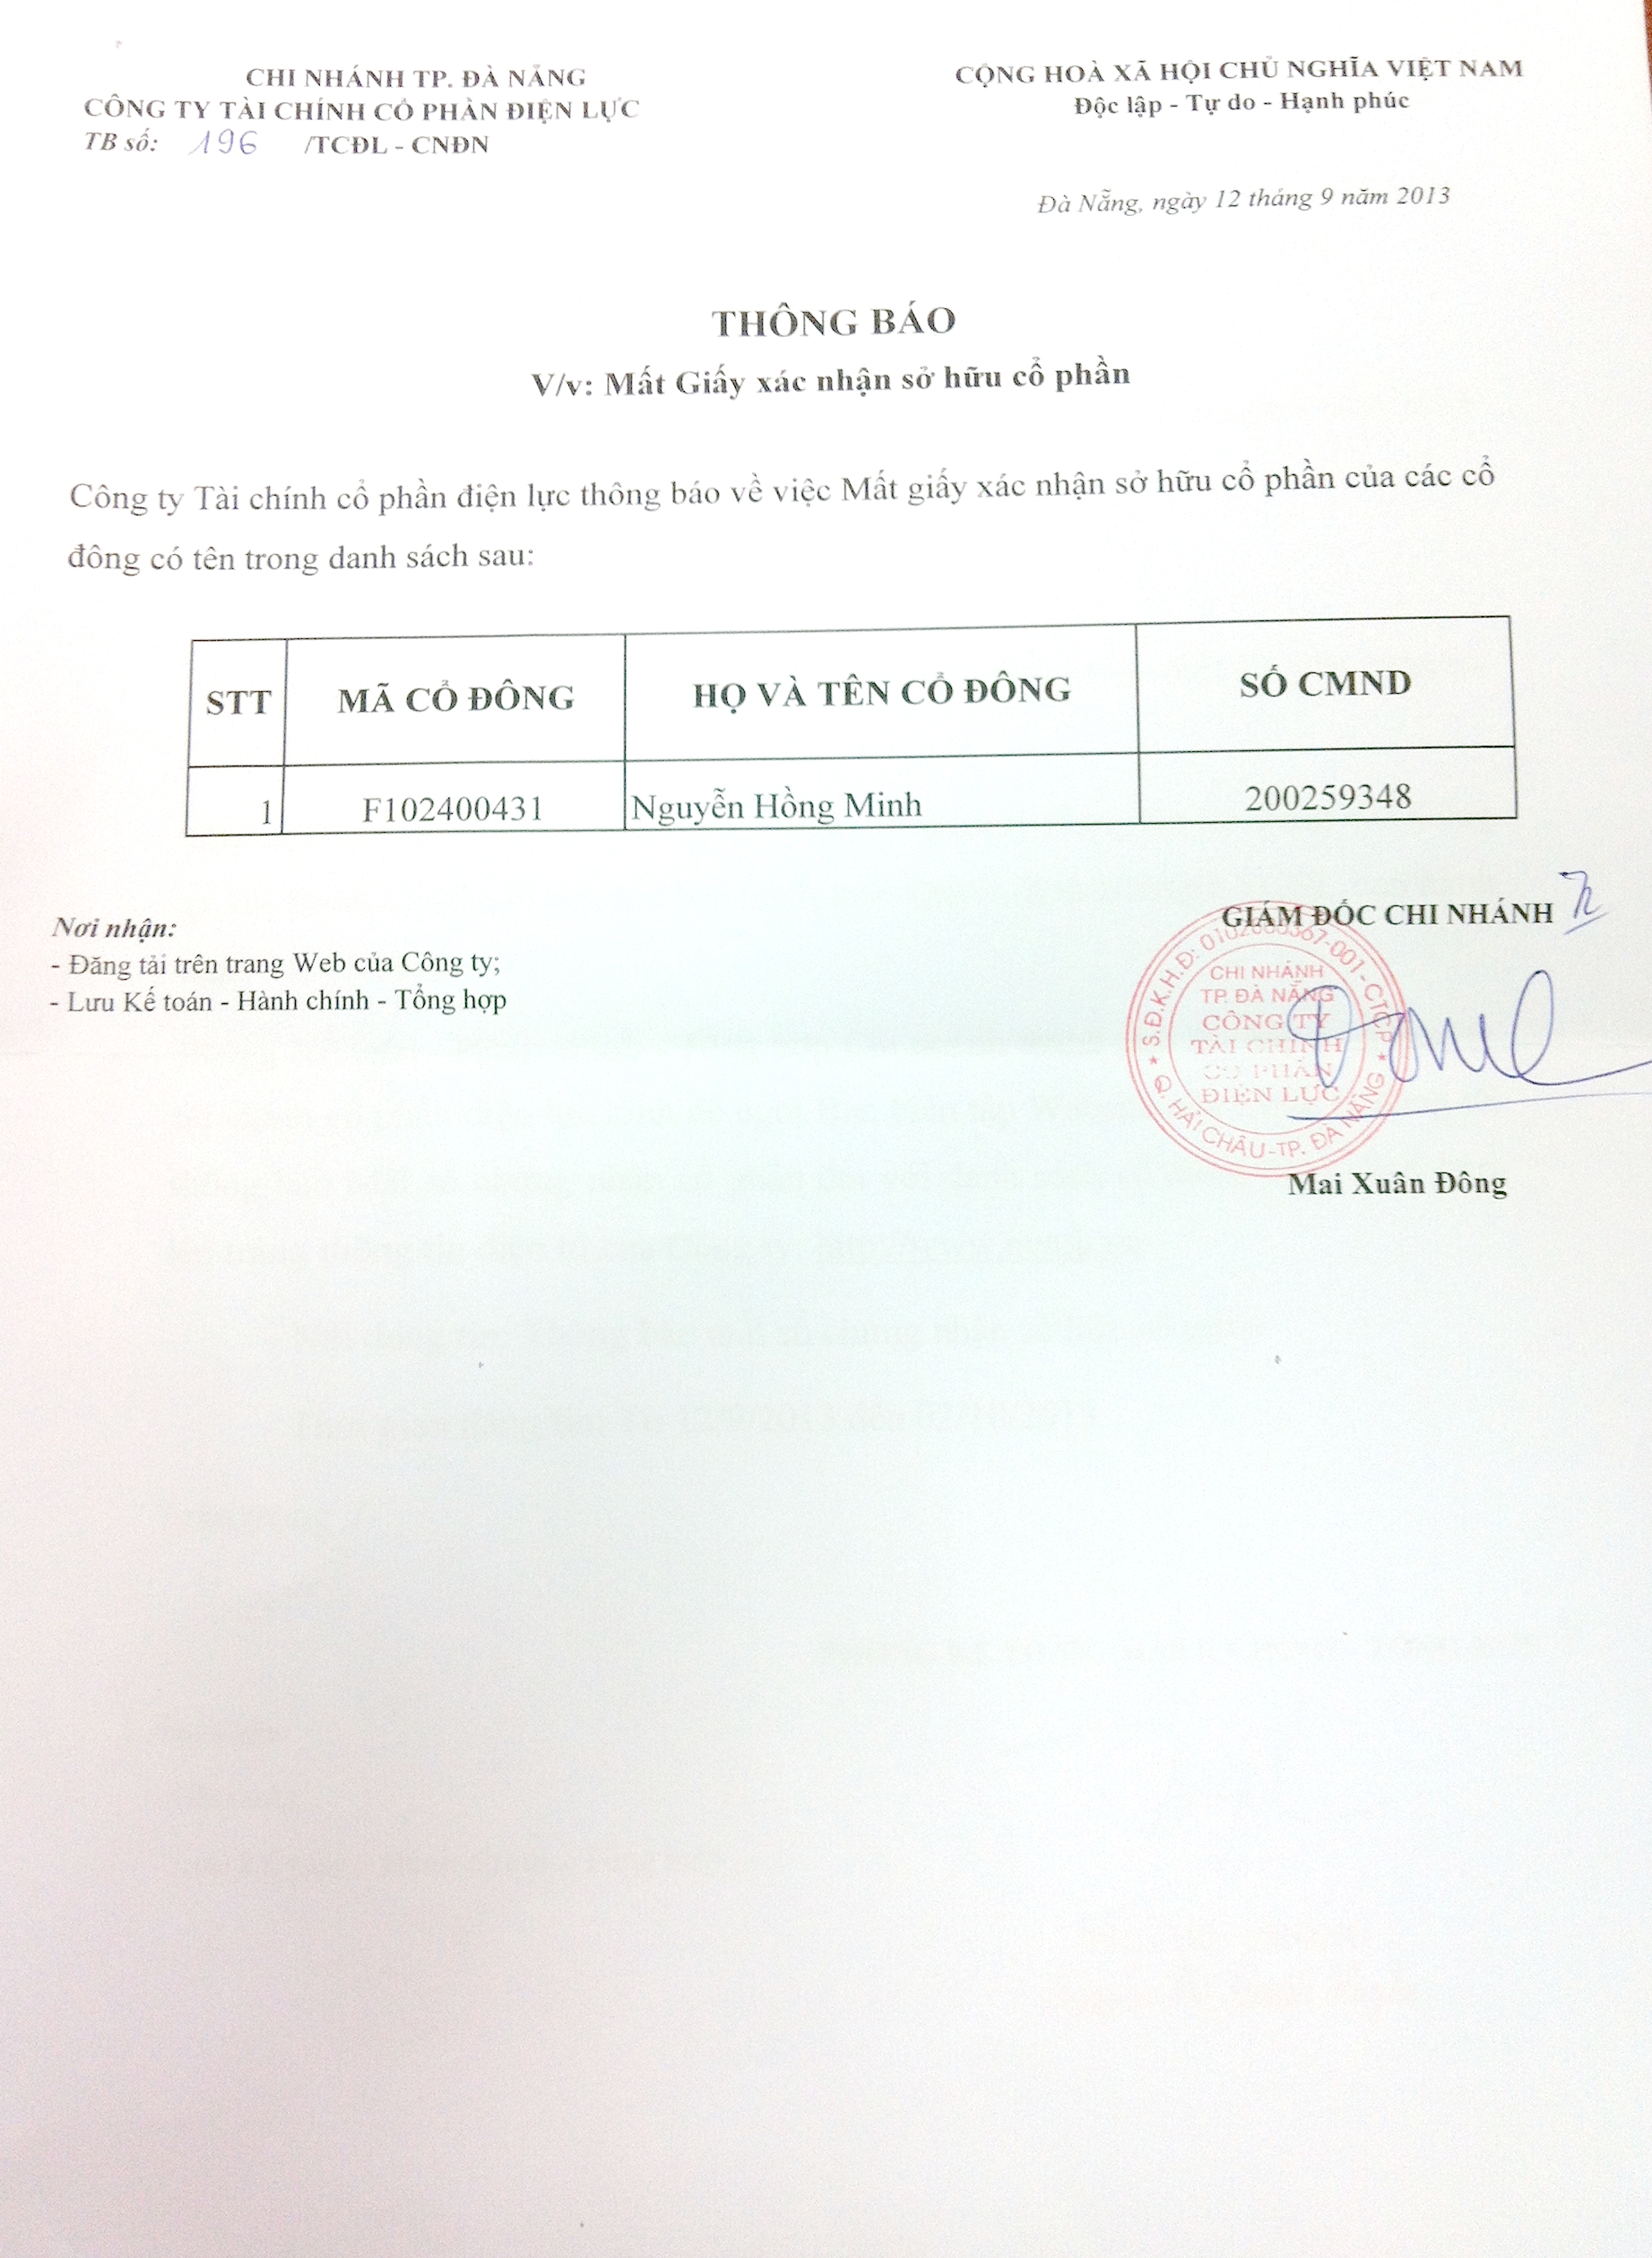 CHI NHÁNH TP. ĐÀ NẴNG
CÔNG TY TÀI CHÍNH CỔ PHẦN ĐIỆN LỰC
TB số: 196 /TCĐL - CNĐN
CỘNG HOÀ XÃ HỘI CHỦ NGHĨA VIỆT NAM
Độc lập - Tự do - Hạnh phúc
Đà Nẵng, ngày 12 tháng 9 năm 2013
THÔNG BÁO
V/v: Mất Giấy xác nhận sở hữu cổ phần
Công ty Tài chính cổ phần điện lực thông báo về việc Mất giấy xác nhận sở hữu cổ phần của các cổ
đông có tên trong danh sách sau:
STT MÃ CỔ ĐÔNG HỌ VÀ TÊN CỔ ĐÔNG SỐ CMND
1 F102400431 Nguyễn Hồng Minh 200259348
Nơi nhận:
- Đăng tải trên trang Web của Công ty;
- Lưu Kế toán - Hành chính - Tổng hợp
GIÁM ĐỐC CHI NHÁNH
CHI NHÁNH
TP. ĐÀ NẴNG
CÔNG TY
TÀI CHÍNH
CỔ PHẦN
ĐIỆN LỰC
Q. HẢI CHÂU-TP. ĐÀ NẴNG
Mai Xuân Đông